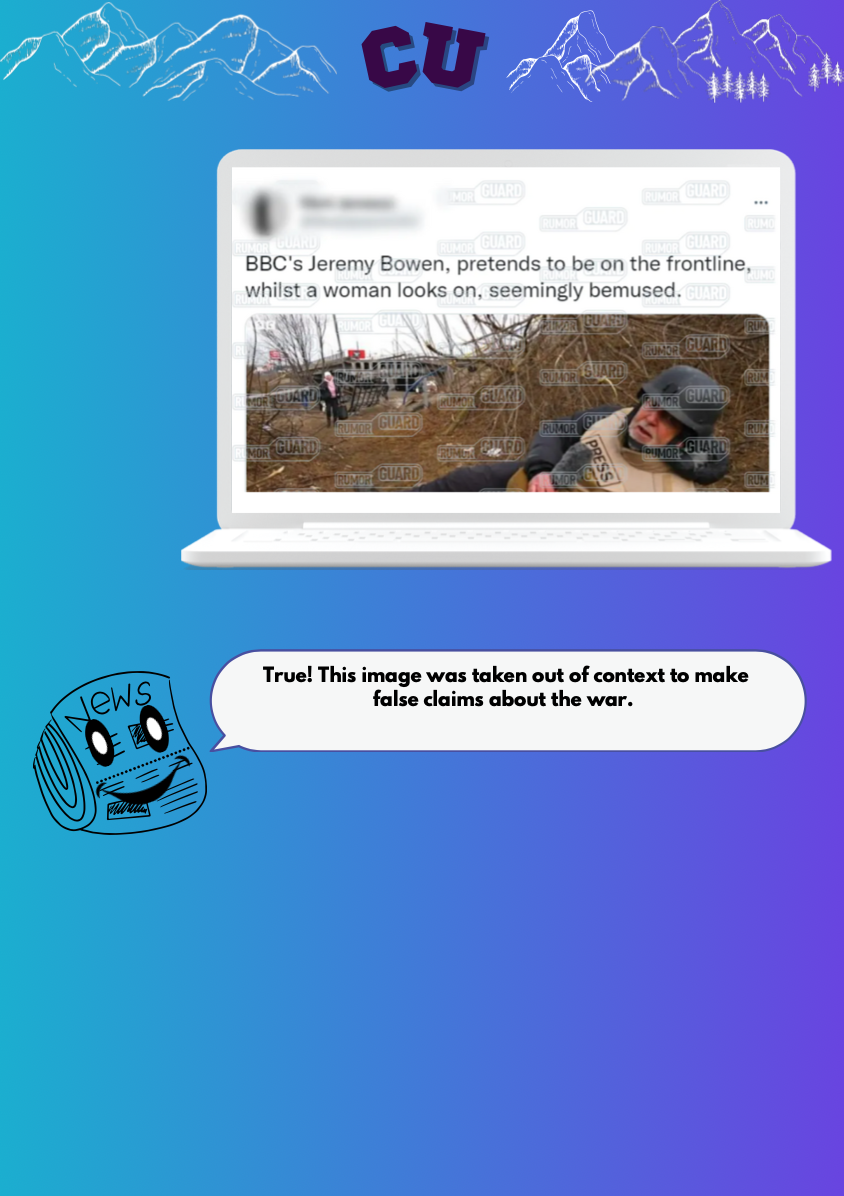 CU
BBC's Jeremy Bowen, pretends to be on the frontline,
whilst a woman looks on, seemingly bemused.
RUMOR GUARD
PRESS
True! This image was taken out of context to make
false claims about the war.
News